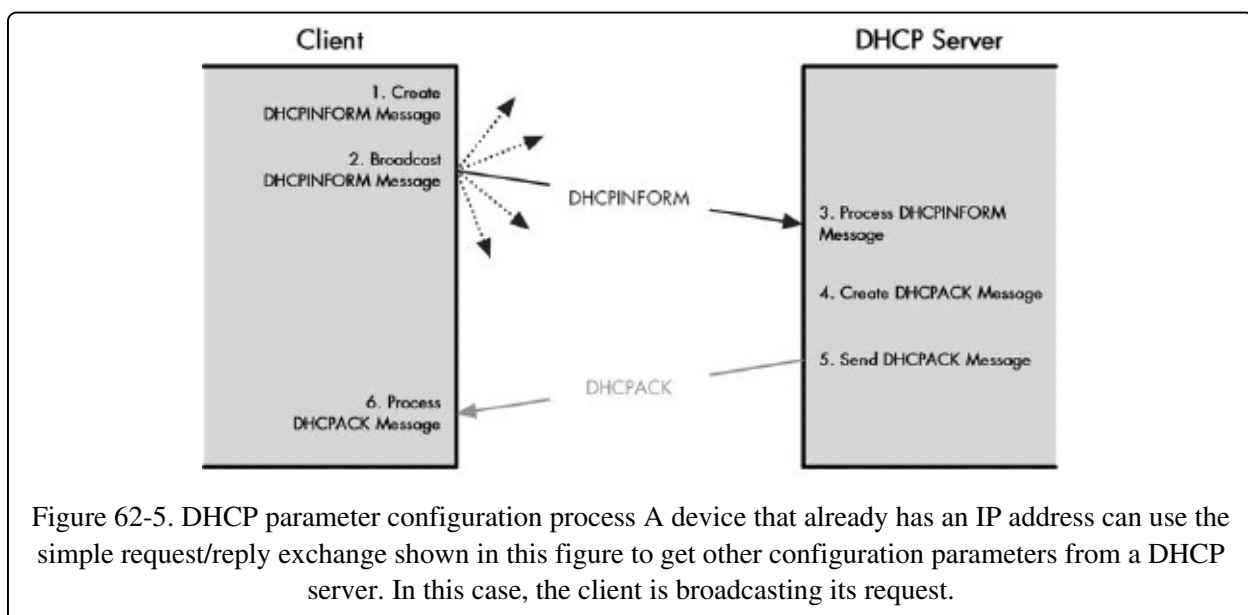 Client
DHCP Server
1. Create
DHCPINFORM Message
2. Broadcast
DHCPINFORM Message
DHCPINFORM
3. Process DHCPINFORM
Message
4. Create DHCPACK Message
5. Send DHCPACK Message
DHCPACK
6. Process
DHCPACK Message
Figure 62-5. DHCP parameter configuration process A device that already has an IP address can use the
simple request/reply exchange shown in this figure to get other configuration parameters from a DHCP
server. In this case, the client is broadcasting its request.